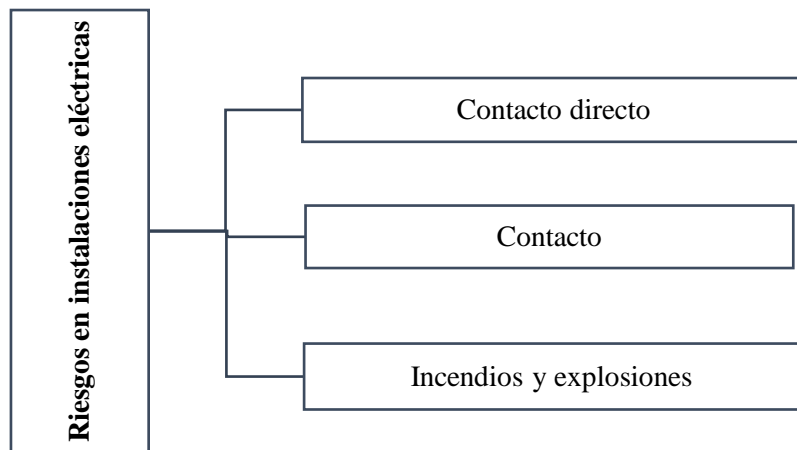 Riesgos en instalaciones eléctricas
Contacto directo
Contacto
Incendios y explosiones